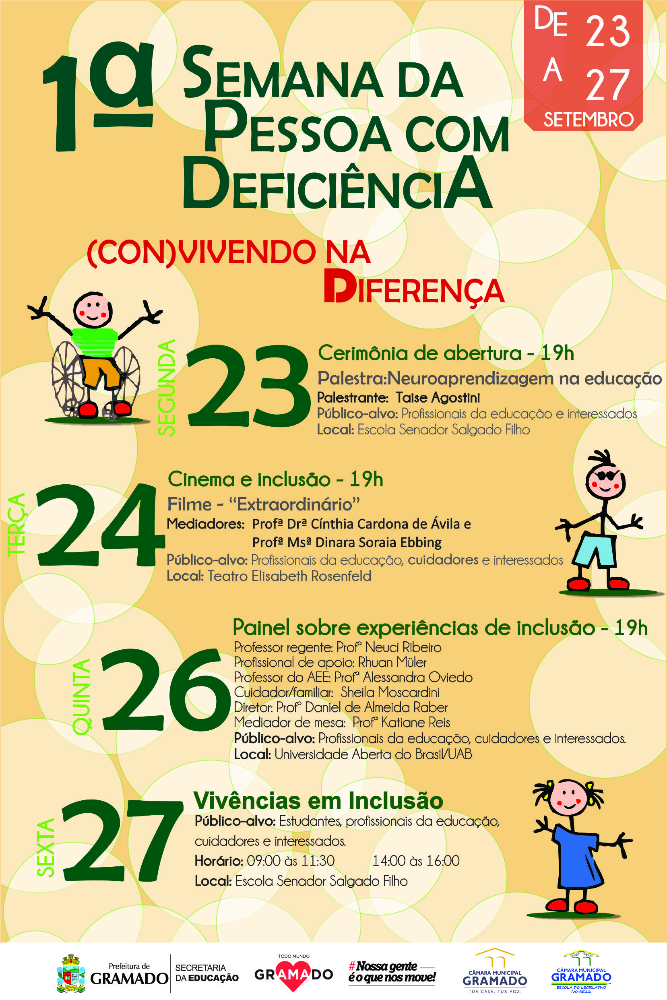 DE 23
A 27
SETEMBRO
1ª SEMANA DA
PESSOA COM
DEFICIÊNCIA
(CON)VIVENDO NA
DIFERENÇA
SEGUNDA
23
Cerimônia de abertura - 19h
Palestra:Neuroaprendizagem na educação
Palestrante: Taise Agostini
Público-alvo: Profissionais da educação e interessados
Local: Escola Senador Salgado Filho
TERÇA
24
Cinema e inclusão - 19h
Filme - “Extraordinário”
Mediadores: Profª Drª Cínthia Cardona de Ávila e
Profª Msª Dinara Soraia Ebbing
Público-alvo: Profissionais da educação, cuidadores e interessados
Local: Teatro Elisabeth Rosenfeld
QUINTA
26
Painel sobre experiências de inclusão - 19h
Professor regente: Profª Neuci Ribeiro
Profissional de apoio: Rhuan Müler
Professor do AEE: Profª Alessandra Oviedo
Cuidador/familiar: Sheila Moscardini
Diretor: Profº Daniel de Almeida Raber
Mediador de mesa: Profª Katiane Reis
Público-alvo: Profissionais da educação, cuidadores e interessados.
Local: Universidade Aberta do Brasil/UAB
SEXTA
27
Vivências em Inclusão
Público-alvo: Estudantes, profissionais da educação,
cuidadores e interessados.
Horário: 09:00 às 11:30 14:00 às 16:00
Local: Escola Senador Salgado Filho
Prefeitura de
GRAMADO
SECRETARIA
DA EDUCAÇÃO
TODO MUNDO
GRAMADO
#Nossa gente
é o que nos move!
CÂMARA MUNICIPAL
GRAMADO
TUA CASA. TUA VOZ.
CÂMARA MUNICIPAL
GRAMADO
ESCOLA DO LEGISLATIVO
IVO BEZZI